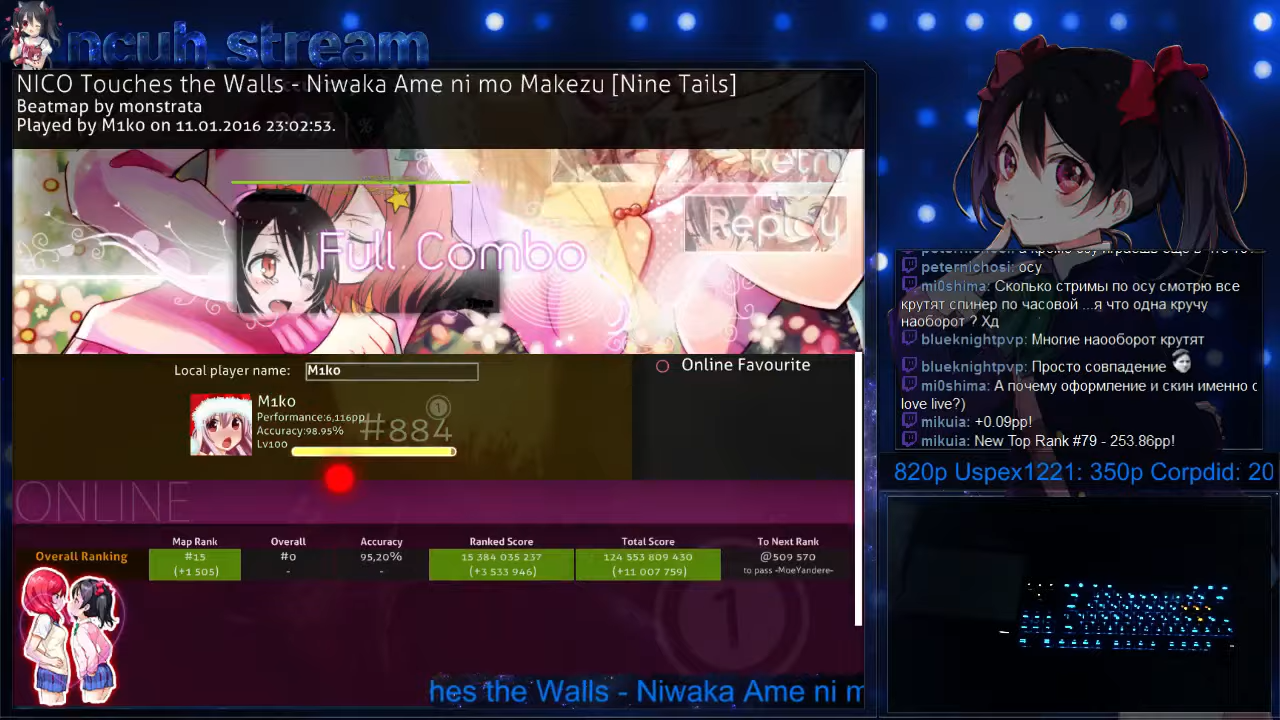 ncuh stream
NICO Touches the Walls - Niwaka Ame ni mo Makezu [Nine Tails]
Beatmap by monstrata
Played by M1ko on 11.01.2016 23:02:53.
Retr
Replay
Full Combo
Local player name:
M1ko
Online Favourite
M1ko
Performance:6,116pp
Accuracy:98.95%
Lv100
#884
1
ONLINE
Map Rank
Overall
Accuracy
Ranked Score
Total Score
To Next Rank
Overall Ranking
#15
#0
95,20%
15 384 035 237
124 553 809 430
@509 570
(+1 505)
-
-
(+3 533 946)
(+11 007 759)
to pass -MoeYandere-
1
hes the Walls - Niwaka Ame ni m
peternichosi: осу
mi0shima: Сколько стримы по осу смотрю все
крутят спинер по часовой ...я что одна кручу
наоборот ? Хд
blueknightpvp: Многие наооборот крутят
blueknightpvp: Просто совпадение
mi0shima: А почему оформление и скин именно с
love live?)
mikuia: +0.09pp!
mikuia: New Top Rank #79 - 253.86pp!
820p Uspex1221: 350p Corpdid: 20